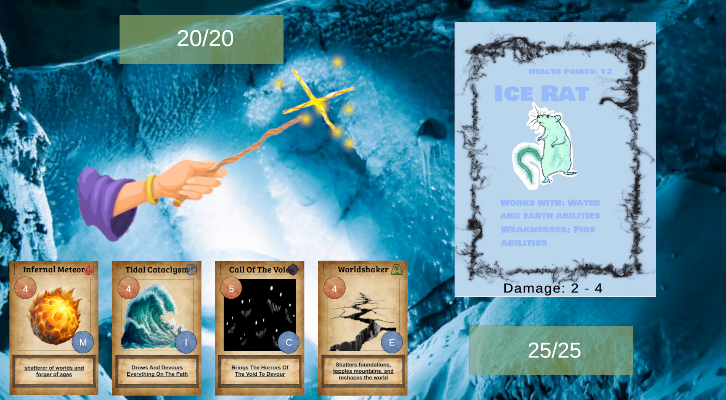 20/20
HEALTH POINTS: 12
ICE RAT
WORKS WITH: WATER
AND EARTH ABILITIES
WEAKNESSES: FIRE
ABILITIES
Damage: 2 - 4
25/25
Infernal Meteor
4
M
shatterer of worlds and
forger of ages
Tidal Cataclysm
4
I
Drows And Devours
Everything On The Path
Call Of The Void
5
C
Brings The Horrors Of
The Void To Devour
Worldshaker
4
E
Shatters foundations,
topples mountains, and
reshapes the world